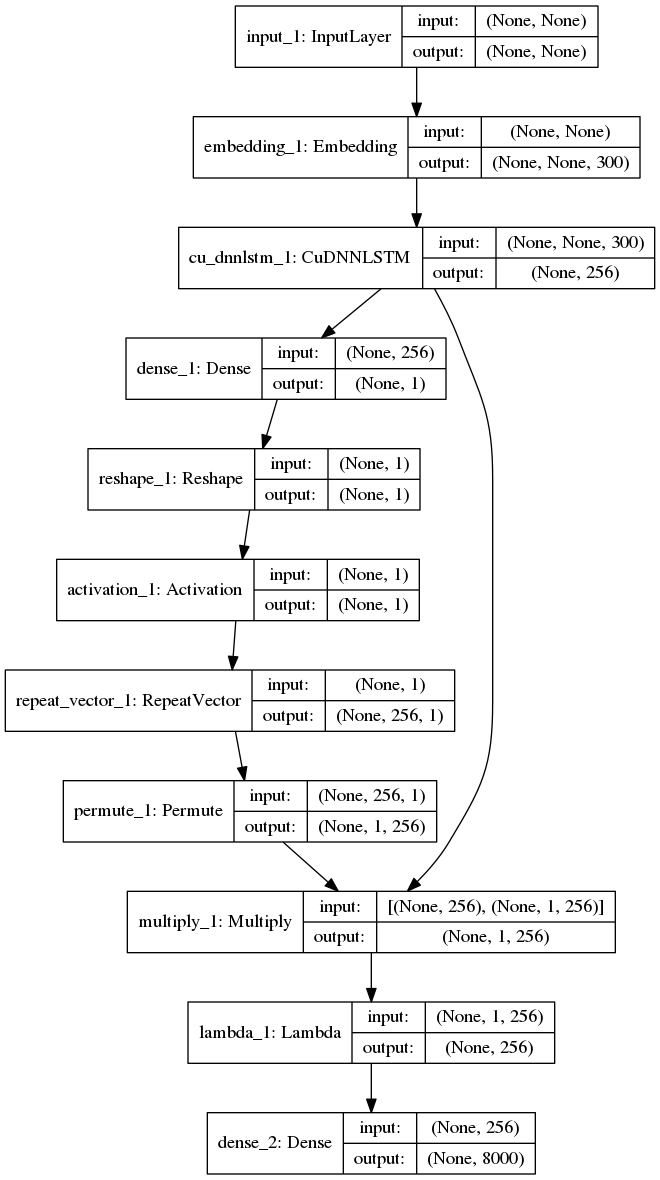 input_1: InputLayer
input: (None, None)
output: (None, None)
embedding_1: Embedding
input: (None, None)
output: (None, None, 300)
cu_dnnlstm_1: CuDNNLSTM
input: (None, None, 300)
output: (None, 256)
dense_1: Dense
input: (None, 256)
output: (None, 1)
reshape_1: Reshape
input: (None, 1)
output: (None, 1)
activation_1: Activation
input: (None, 1)
output: (None, 1)
repeat_vector_1: RepeatVector
input: (None, 1)
output: (None, 256, 1)
permute_1: Permute
input: (None, 256, 1)
output: (None, 1, 256)
multiply_1: Multiply
input: [(None, 256), (None, 1, 256)]
output: (None, 1, 256)
lambda_1: Lambda
input: (None, 1, 256)
output: (None, 256)
dense_2: Dense
input: (None, 256)
output: (None, 8000)